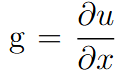 g = ∂u/∂x